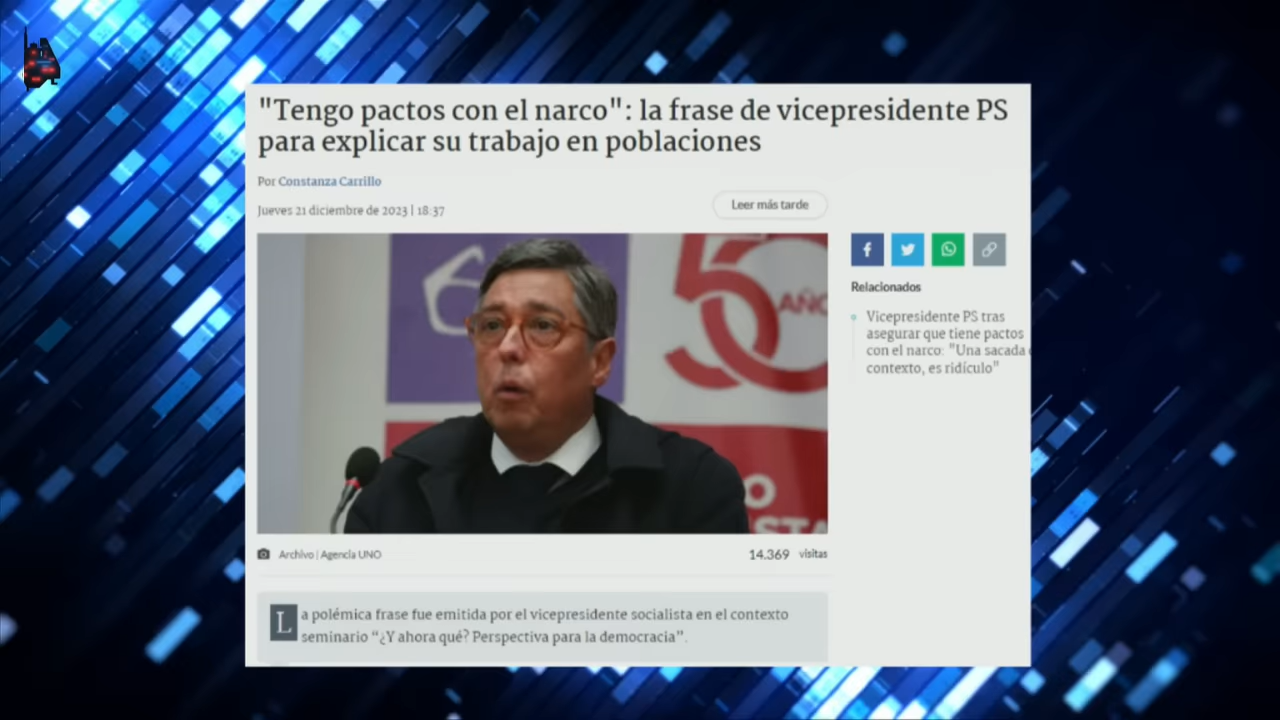 "Tengo pactos con el narco": la frase de vicepresidente PS
para explicar su trabajo en poblaciones
Por Constanza Carrillo
Jueves 21 diciembre de 2023 | 18:37
Leer más tarde
50
AÑO
O
STA
Relacionados
Vicepresidente PS tras
asegurar que tiene pactos
con el narco: "Una sacada
contexto, es ridículo"
Archivo | Agencia UNO
14.369 visitas
La polémica frase fue emitida por el vicepresidente socialista en el contexto
seminario “¿Y ahora qué? Perspectiva para la democracia”.